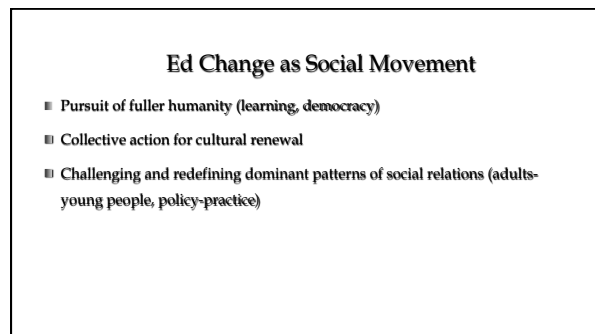 Ed Change as Social Movement
Pursuit of fuller humanity (learning, democracy)
Collective action for cultural renewal
Challenging and redefining dominant patterns of social relations (adults-
young people, policy-practice)